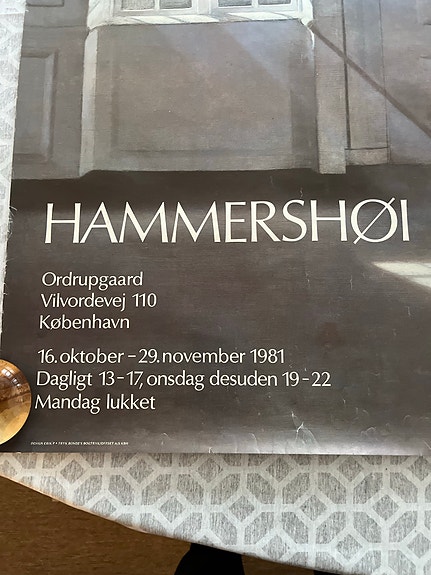 HAMMERSHØI
Ordrupgaard
Vilvordevej 110
København
16. oktober – 29. november 1981
Dagligt 13–17, onsdag desuden 19–22
Mandag lukket